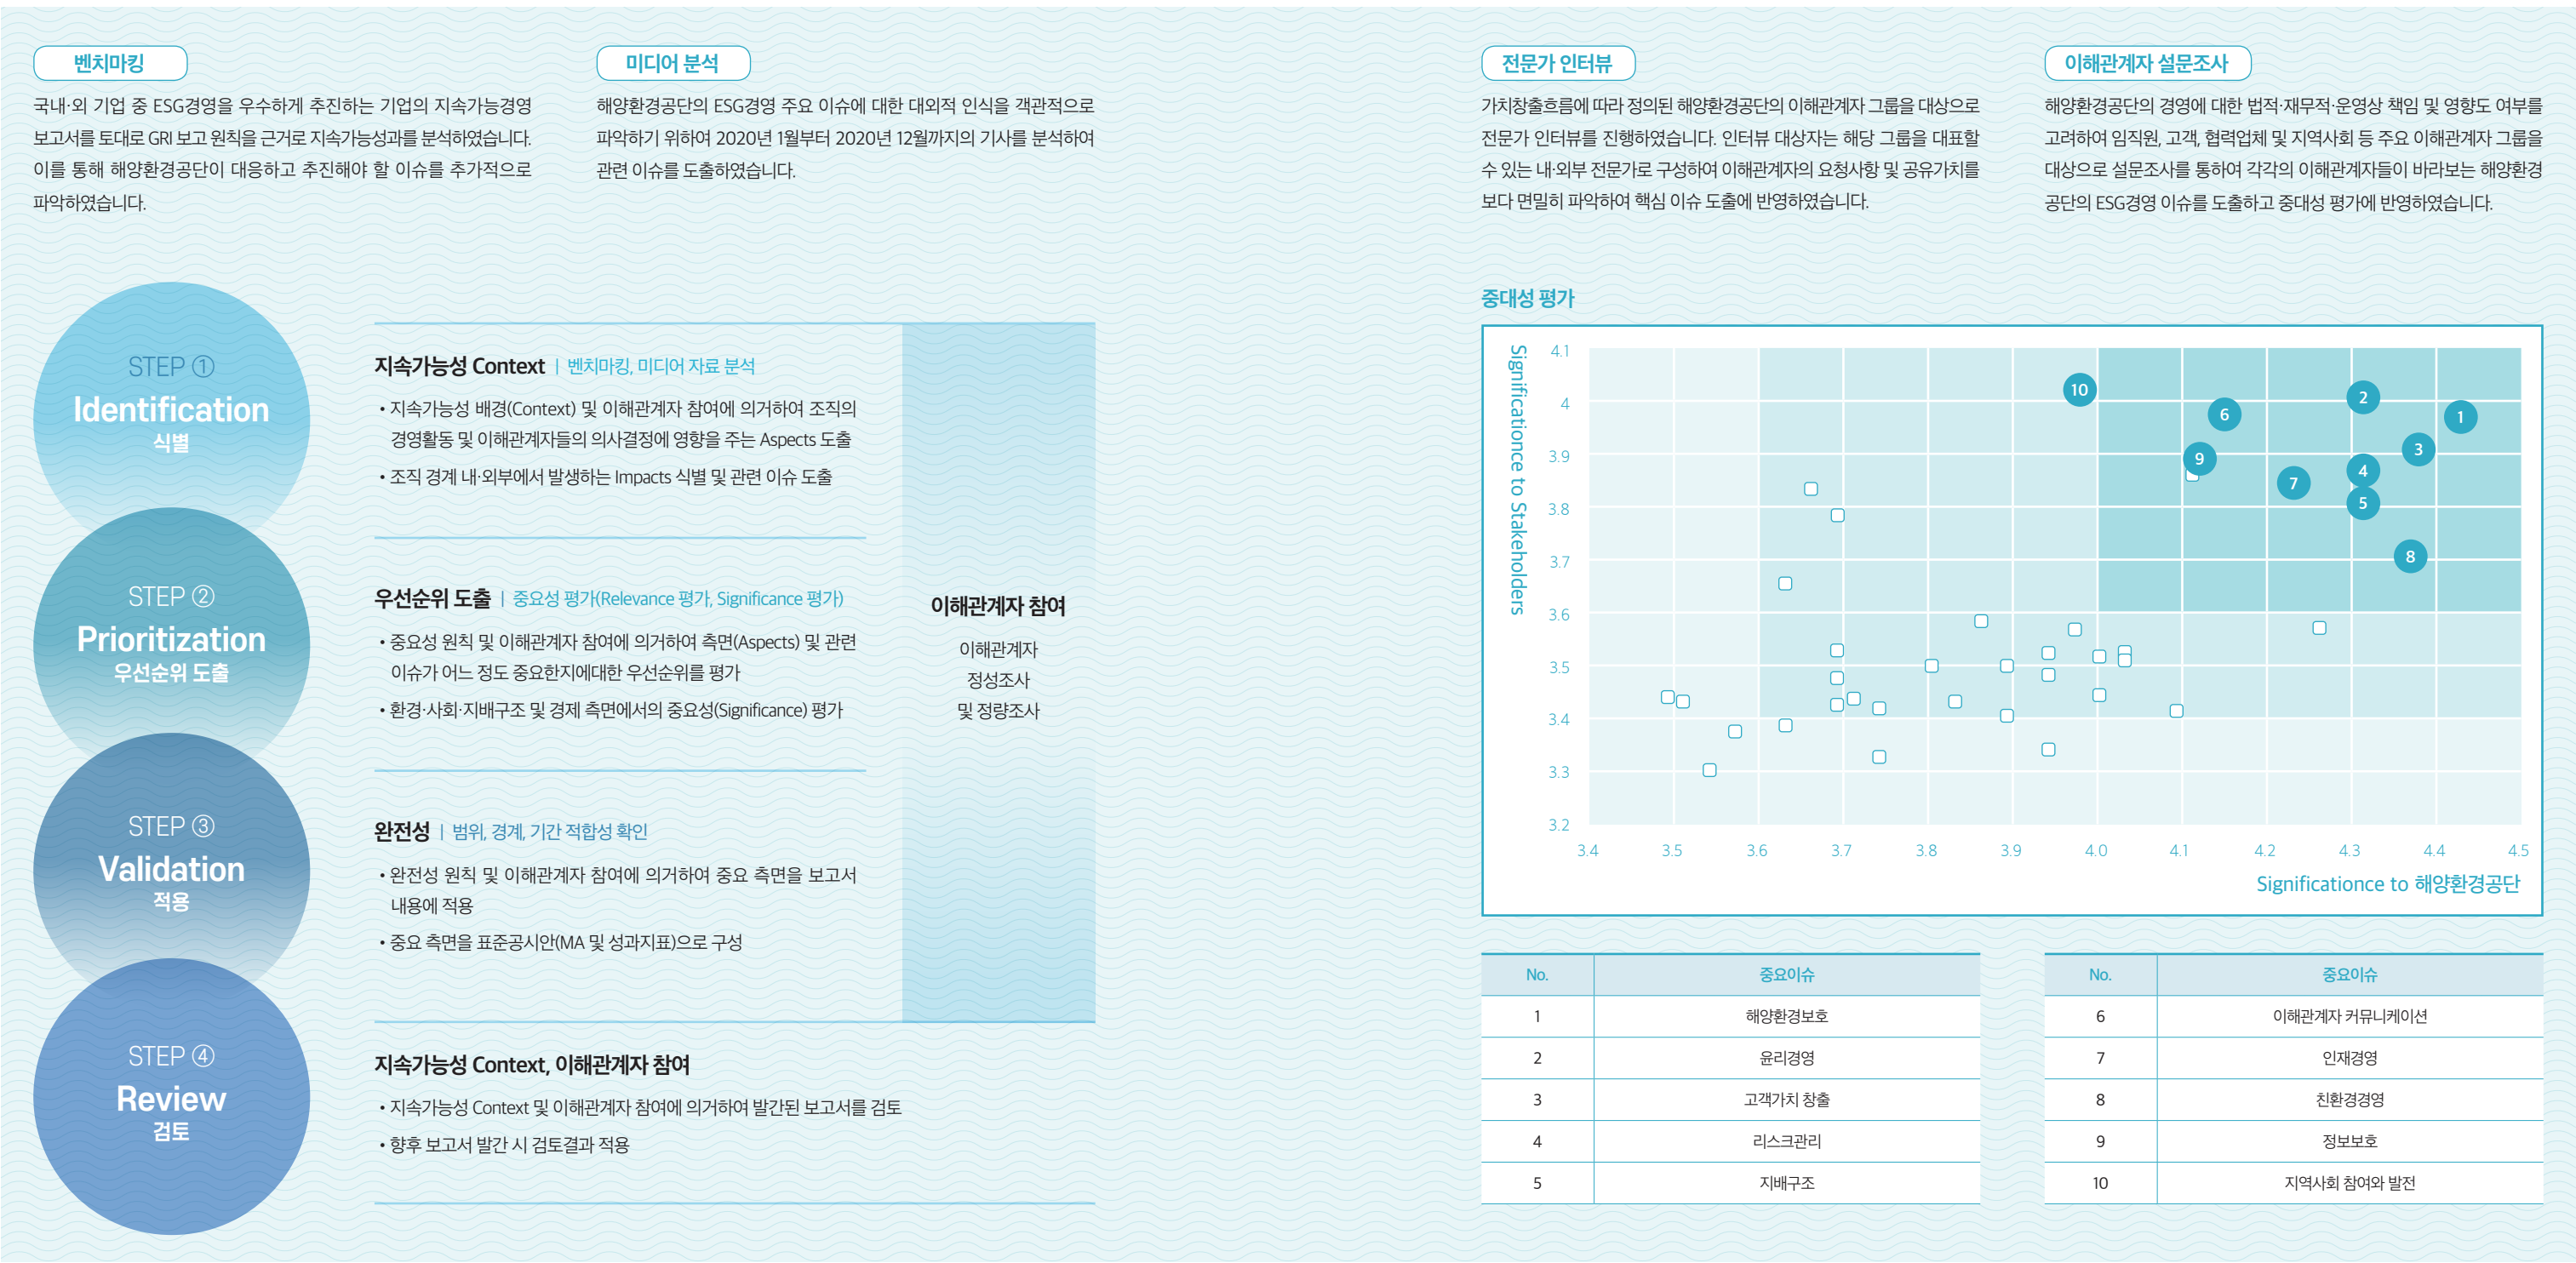 벤치마킹
국내·외 기업 중 ESG경영을 우수하게 추진하는 기업의 지속가능경영
보고서를 토대로 GRI 보고 원칙을 근거로 지속가능성과를 분석하였습니다.
이를 통해 해양환경공단이 대응하고 추진해야 할 이슈를 추가적으로
파악하였습니다.
미디어 분석
해양환경공단의 ESG경영 주요 이슈에 대한 대외적 인식을 객관적으로
파악하기 위하여 2020년 1월부터 2020년 12월까지의 기사를 분석하여
관련 이슈를 도출하였습니다.
STEP ①
Identification
식별
지속가능성 Context | 벤치마킹, 미디어 자료 분석
• 지속가능성 배경(Context) 및 이해관계자 참여에 의거하여 조직의
경영활동 및 이해관계자들의 의사결정에 영향을 주는 Aspects 도출
• 조직 경계 내·외부에서 발생하는 Impacts 식별 및 관련 이슈 도출
STEP ②
Prioritization
우선순위 도출
우선순위 도출 | 중요성 평가(Relevance 평가, Significance 평가)
• 중요성 원칙 및 이해관계자 참여에 의거하여 측면(Aspects) 및 관련
이슈가 어느 정도 중요한지에대한 우선순위를 평가
• 환경·사회·지배구조 및 경제 측면에서의 중요성(Significance) 평가
STEP ③
Validation
적용
완전성 | 범위, 경계, 기간 적합성 확인
• 완전성 원칙 및 이해관계자 참여에 의거하여 중요 측면을 보고서
내용에 적용
• 중요 측면을 표준공시안(MA 및 성과지표)으로 구성
이해관계자 참여
이해관계자
정성조사
및 정량조사
STEP ④
Review
검토
지속가능성 Context, 이해관계자 참여
• 지속가능성 Context 및 이해관계자 참여에 의거하여 발간된 보고서를 검토
• 향후 보고서 발간 시 검토결과 적용
전문가 인터뷰
가치창출흐름에 따라 정의된 해양환경공단의 이해관계자 그룹을 대상으로
전문가 인터뷰를 진행하였습니다. 인터뷰 대상자는 해당 그룹을 대표할
수 있는 내·외부 전문가로 구성하여 이해관계자의 요청사항 및 공유가치를
보다 면밀히 파악하여 핵심 이슈 도출에 반영하였습니다.
이해관계자 설문조사
해양환경공단의 경영에 대한 법적·재무적·운영상 책임 및 영향도 여부를
고려하여 임직원, 고객, 협력업체 및 지역사회 등 주요 이해관계자 그룹을
대상으로 설문조사를 통하여 각각의 이해관계자들이 바라보는 해양환경
공단의 ESG경영 이슈를 도출하고 중대성 평가에 반영하였습니다.
중대성 평가
Significationce to Stakeholders
4.1
4
3.9
3.8
3.7
3.6
3.5
3.4
3.3
3.2
10
2
6
1
3
9
4
7
5
8
3.4 3.5 3.6 3.7 3.8 3.9 4.0 4.1 4.2 4.3 4.4 4.5
Significationce to 해양환경공단
No. 중요이슈
1 해양환경보호
2 윤리경영
3 고객가치 창출
4 리스크관리
5 지배구조
No. 중요이슈
6 이해관계자 커뮤니케이션
7 인재경영
8 친환경경영
9 정보보호
10 지역사회 참여와 발전